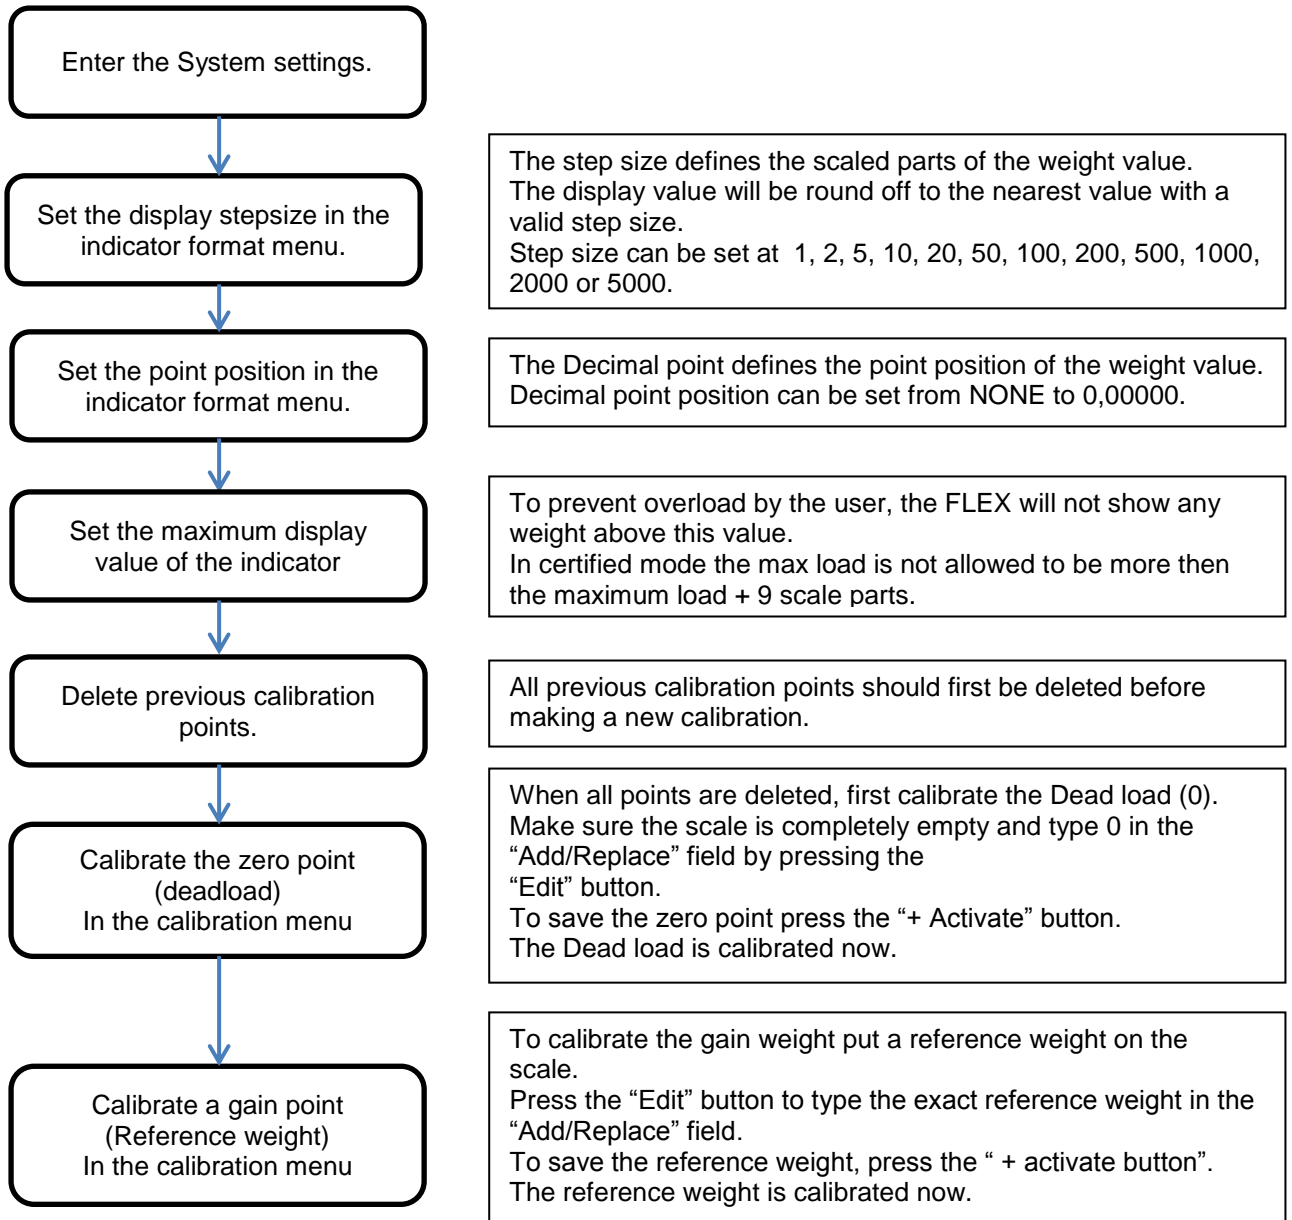 Enter the System settings.
Set the display stepsize in the
indicator format menu.
The step size defines the scaled parts of the weight value.
The display value will be round off to the nearest value with a
valid step size.
Step size can be set at  1, 2, 5, 10, 20, 50, 100, 200, 500, 1000,
2000 or 5000.
Set the point position in the
indicator format menu.
The Decimal point defines the point position of the weight value.
Decimal point position can be set from NONE to 0,00000.
Set the maximum display
value of the indicator
To prevent overload by the user, the FLEX will not show any
weight above this value.
In certified mode the max load is not allowed to be more then
the maximum load + 9 scale parts.
Delete previous calibration
points.
All previous calibration points should first be deleted before
making a new calibration.
Calibrate the zero point
(deadload)
In the calibration menu
When all points are deleted, first calibrate the Dead load (0).
Make sure the scale is completely empty and type 0 in the
“Add/Replace” field by pressing the
“Edit” button.
To save the zero point press the “+ Activate” button.
The Dead load is calibrated now.
Calibrate a gain point
(Reference weight)
In the calibration menu
To calibrate the gain weight put a reference weight on the
scale.
Press the “Edit” button to type the exact reference weight in the
“Add/Replace” field.
To save the reference weight, press the “ + activate button”.
The reference weight is calibrated now.